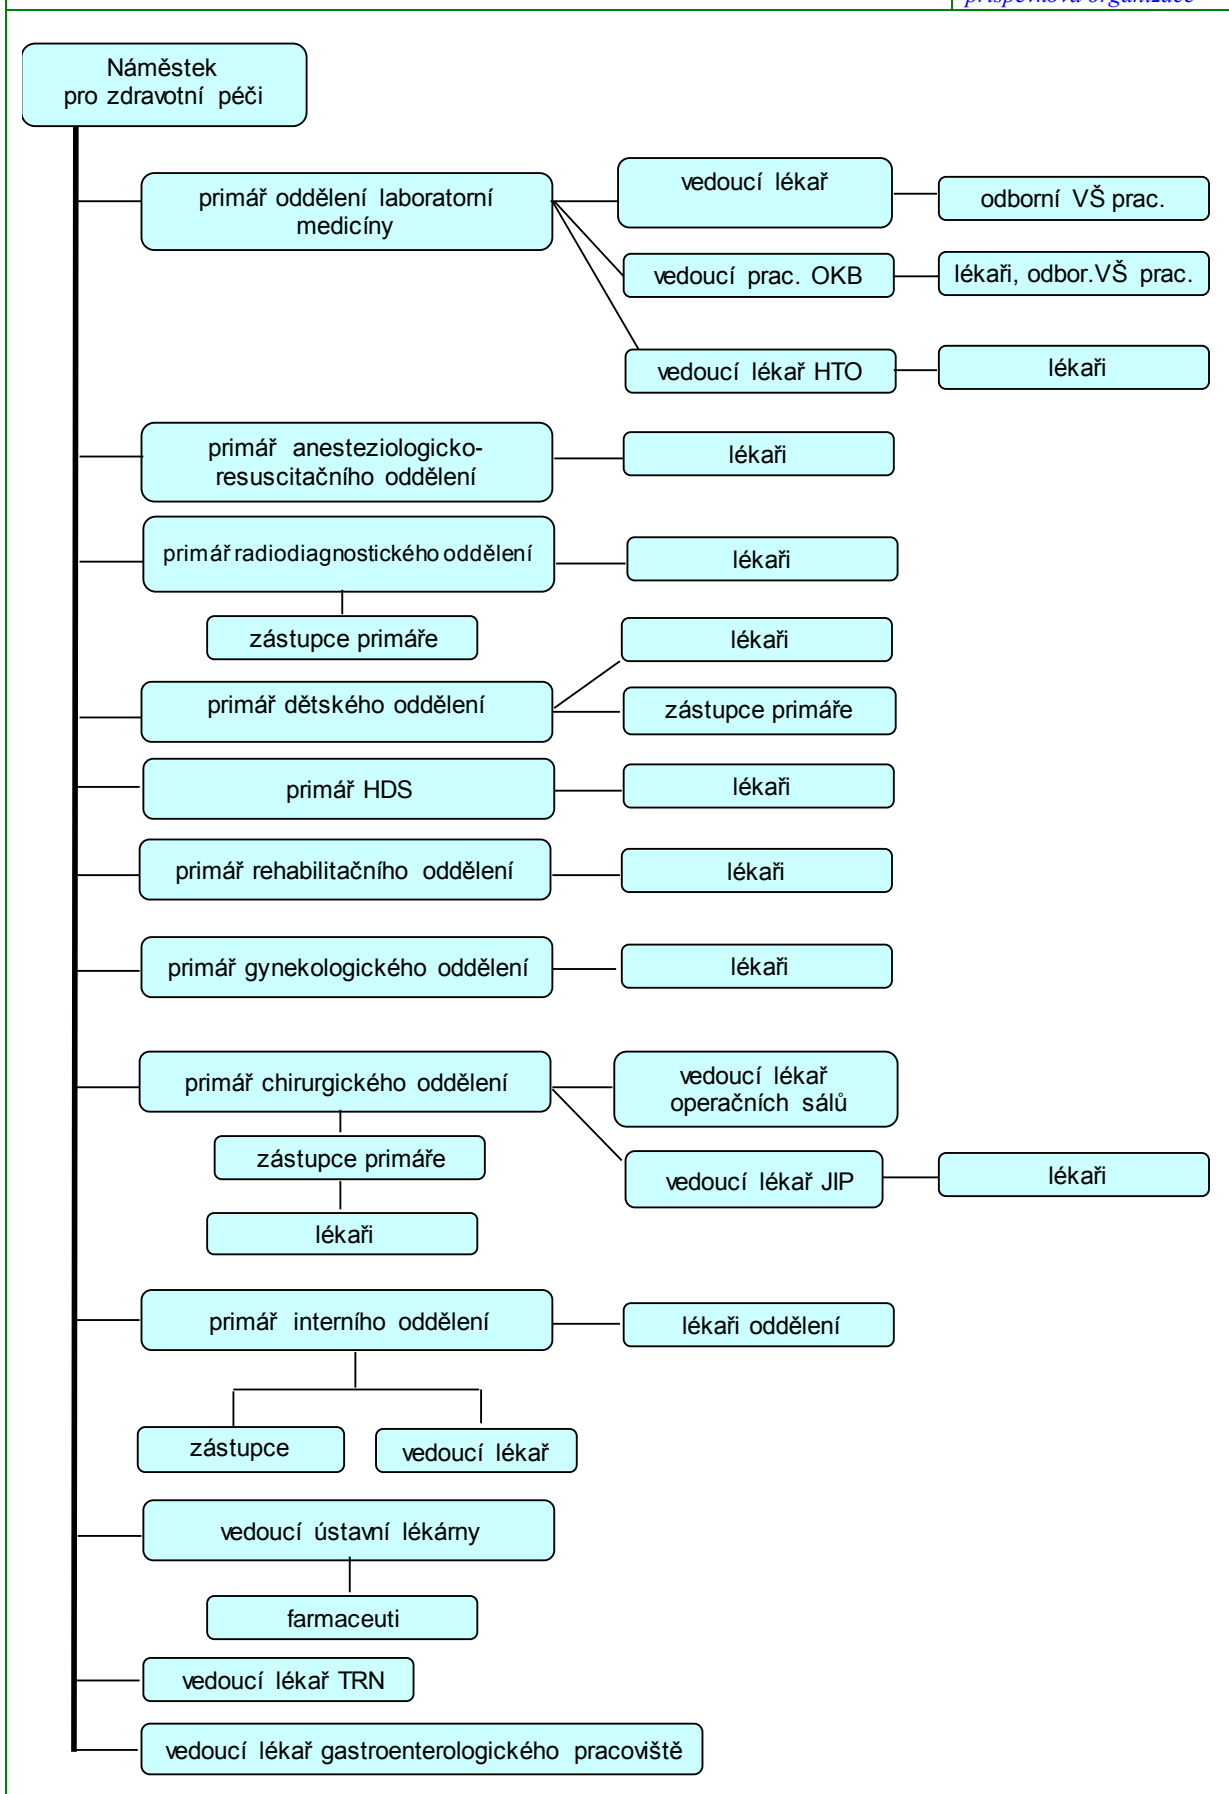 příspěvková organizace
Náměstek
pro zdravotní péči
primář oddělení laboratorní
medicíny
vedoucí lékař
odborní VŠ prac.
vedoucí prac. OKB
lékaři, odbor.VŠ prac.
vedoucí lékař HTO
lékaři
primář anesteziologicko-
resuscitačního oddělení
lékaři
primář radiodiagnostického oddělení
lékaři
zástupce primáře
lékaři
primář dětského oddělení
zástupce primáře
primář HDS
lékaři
primář rehabilitačního oddělení
lékaři
primář gynekologického oddělení
lékaři
primář chirurgického oddělení
vedoucí lékař
operačních sálů
zástupce primáře
vedoucí lékař JIP
lékaři
lékaři
primář interního oddělení
lékaři oddělení
zástupce
vedoucí lékař
vedoucí ústavní lékárny
farmaceuti
vedoucí lékař TRN
vedoucí lékař gastroenterologického pracoviště